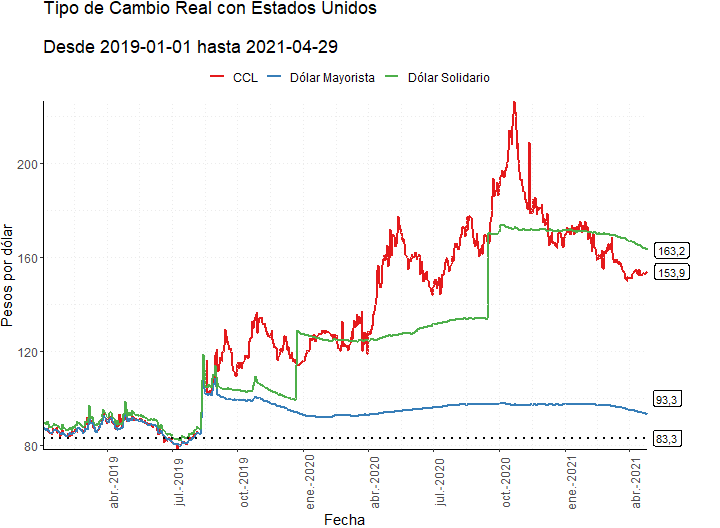 Tipo de Cambio Real con Estados Unidos
Desde 2019-01-01 hasta 2021-04-29
CCL Dólar Mayorista Dólar Solidario
Pesos por dólar
200
160
120
80
163,2
153,9
93,3
83,3
abr.-2019
jul.-2019
oct.-2019
ene.-2020
abr.-2020
jul.-2020
oct.-2020
ene.-2021
abr.-2021
Fecha